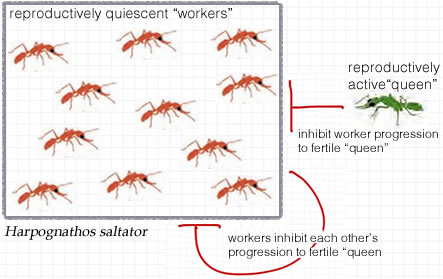 reproductively quiescent “workers”
reproductively
active“queen”
inhibit worker progression
to fertile “queen”
Harpognathos saltator
workers inhibit each other’s
progression to fertile “queen